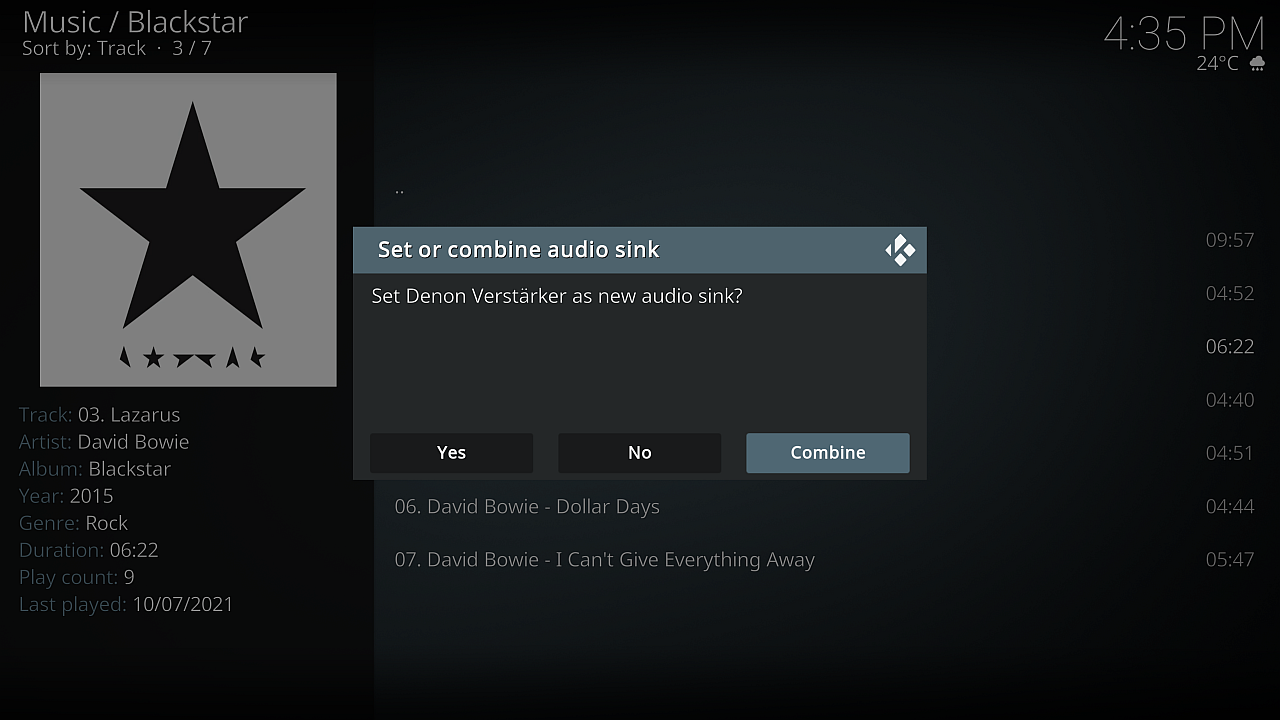 Music / Blackstar
Sort by: Track · 3 / 7
4:35 PM
24°C
..
09:57
04:52
06:22
04:40
04:51
Set or combine audio sink
Set Denon Verstärker as new audio sink?
Yes
No
Combine
Track: 03. Lazarus
Artist: David Bowie
Album: Blackstar
Year: 2015
Genre: Rock
Duration: 06:22
Play count: 9
Last played: 10/07/2021
06. David Bowie - Dollar Days 04:44
07. David Bowie - I Can't Give Everything Away 05:47